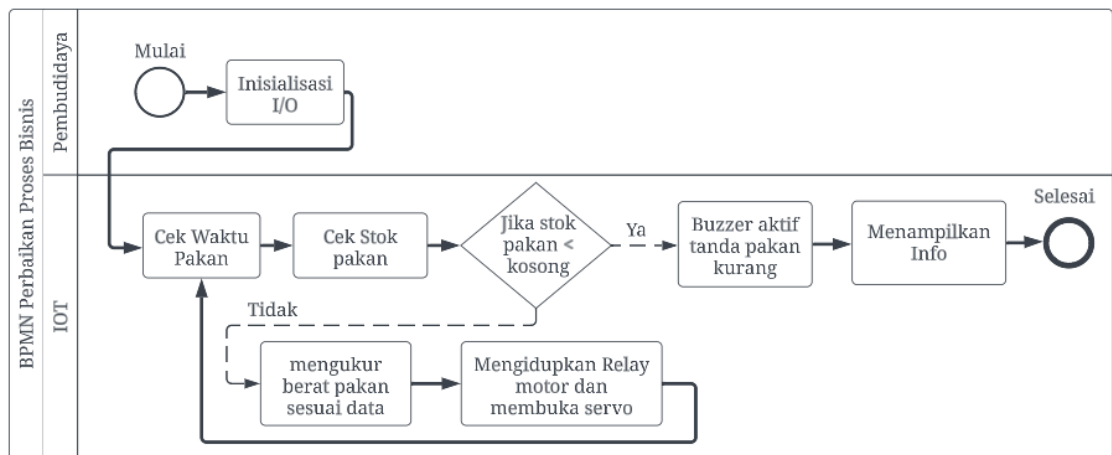 BPMN Perbaikan Proses Bisnis
Pembudidaya
Mulai
Inisialisasi
I/O
IOT
Cek Waktu
Pakan
Cek Stok
pakan
Jika stok
pakan <
kosong
Ya
Buzzer aktif
tanda pakan
kurang
Menampilkan
Info
Selesai
Tidak
mengukur
berat pakan
sesuai data
Mengidupkan Relay
motor dan
membuka servo